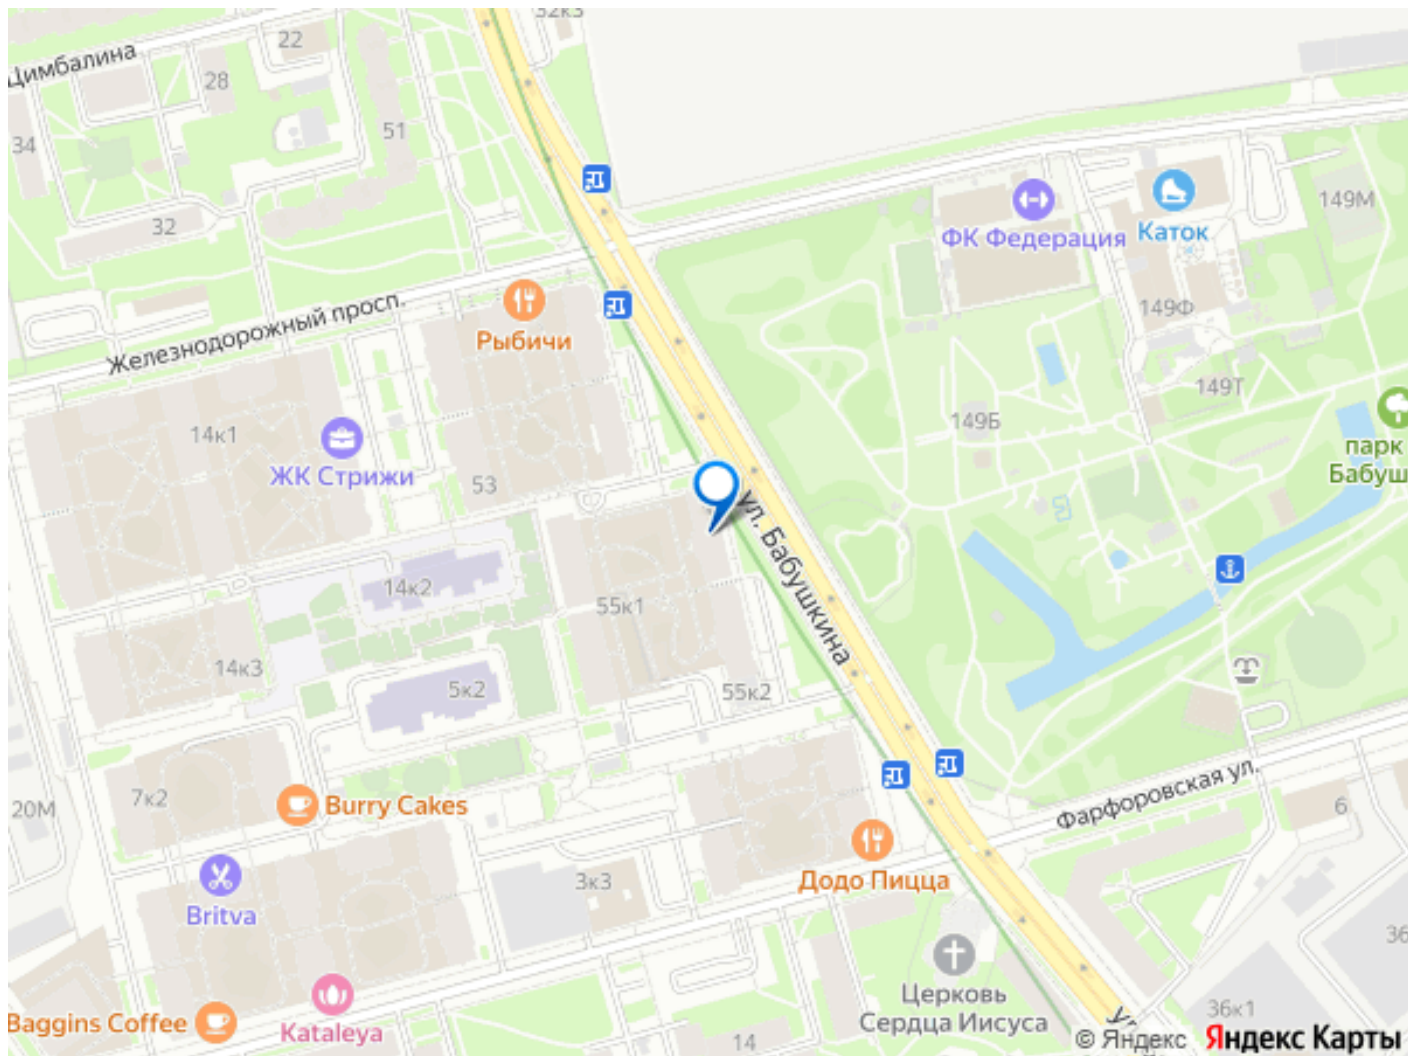 32к3
22
Цимбалина
28
51
34
32
149М
ФК Федерация
Каток
149Ф
Железнодорожный просп.
Рыбичи
149Т
149Б
14к1
парк
Бабуш
ЖК Стрижи
53
ул. Бабушкина
14к2
55к1
14к3
5к2
55к2
Фарфоровская ул.
7к2
20М
Burry Cakes
6
3к3
Додо Пицца
Britva
36
Церковь
Сердца Иисуса
36к1
Baggins Coffee
Kataleya
14
ул
© Яндекс Яндекс Карты